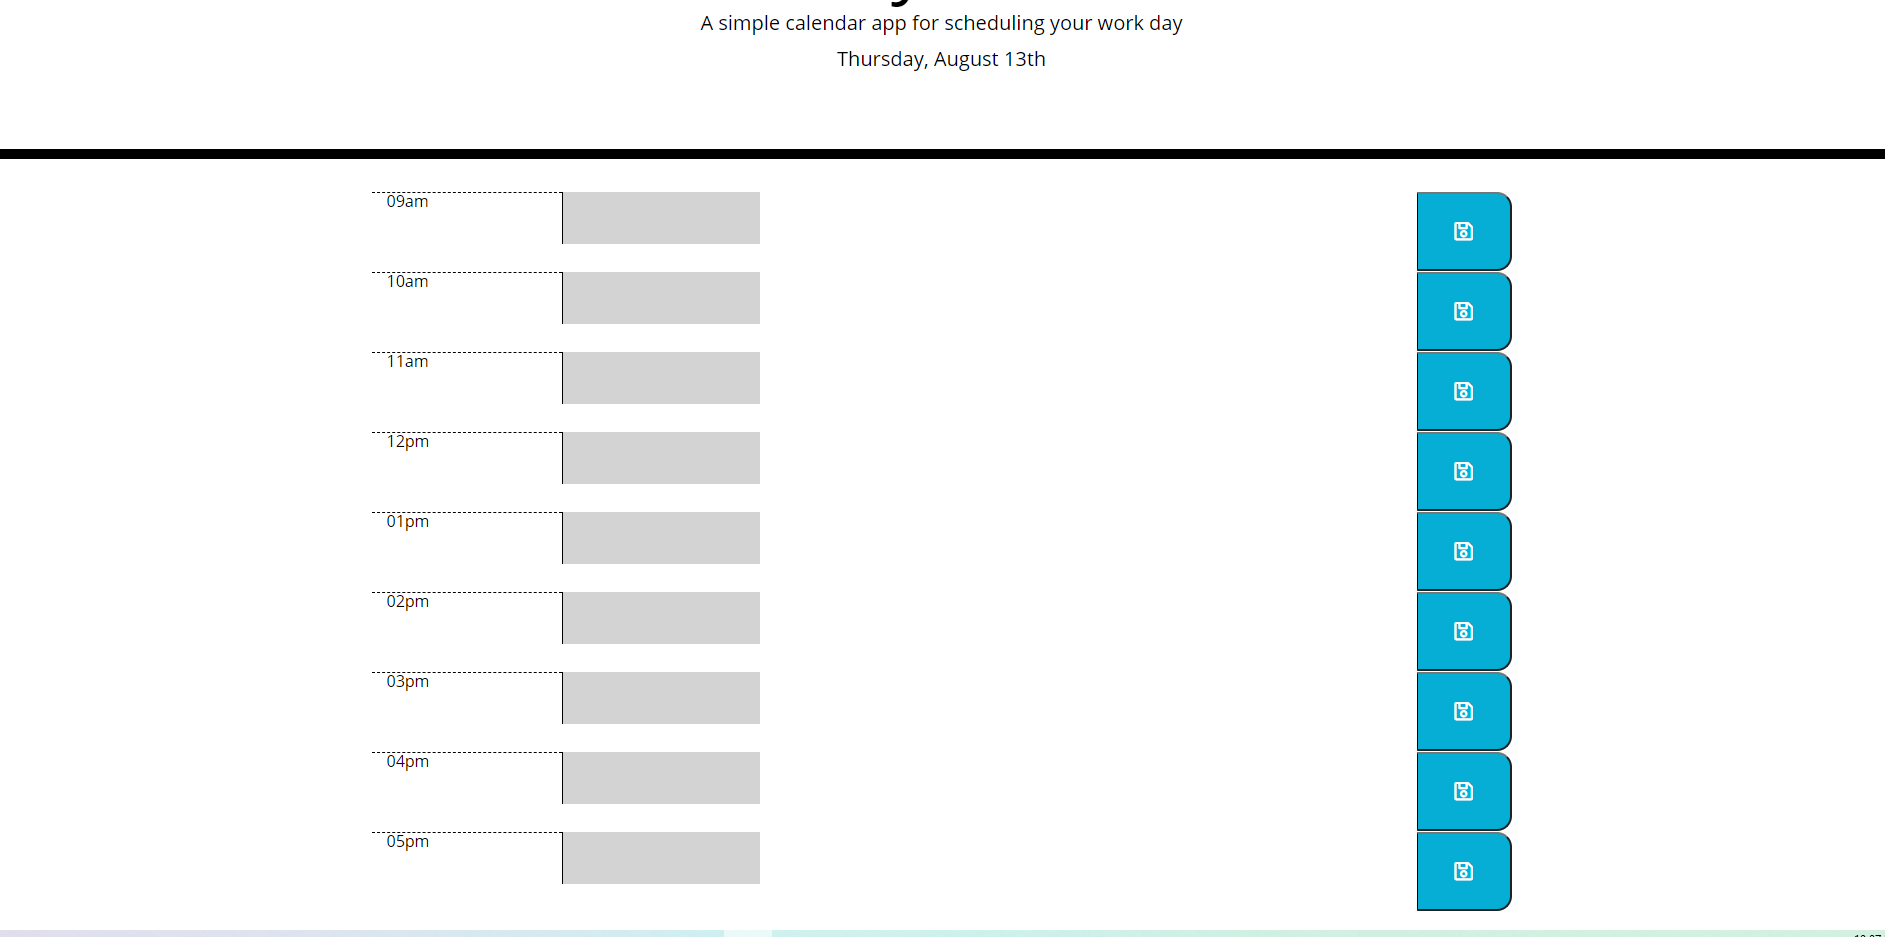 A simple calendar app for scheduling your work day
Thursday, August 13th
09am
10am
11am
12pm
01pm
02pm
03pm
04pm
05pm